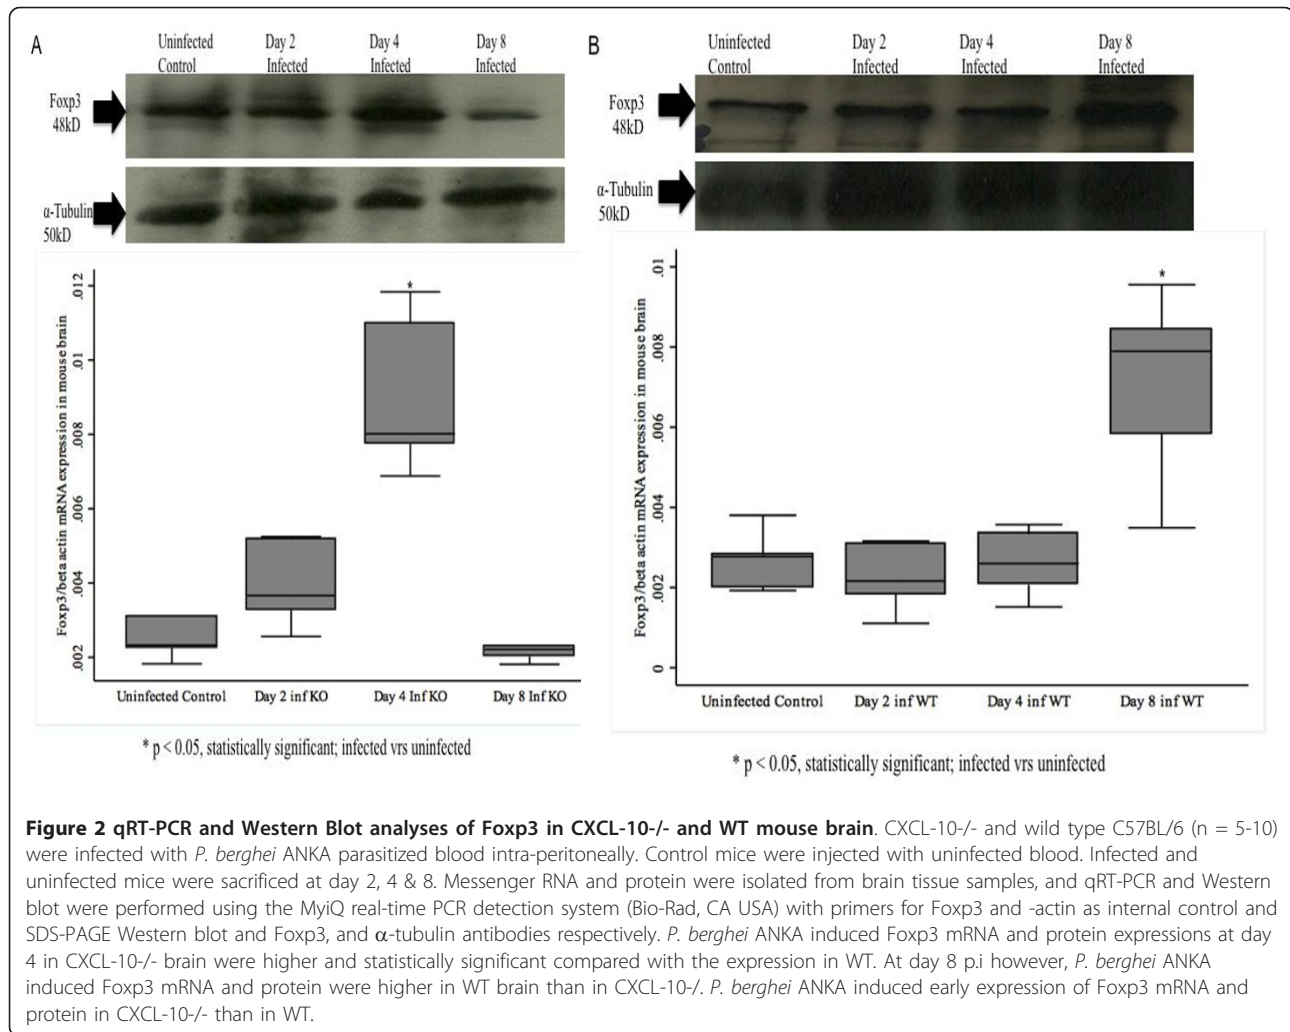 A
Uninfected Control
Day 2 Infected
Day 4 Infected
Day 8 Infected
Foxp3
48kD
α-Tubulin
50kD
Foxp3/beta actin mRNA expression in mouse brain
.012
.01
.008
.006
.004
.002
Uninfected Control
Day 2 inf KO
Day 4 Inf KO
Day 8 Inf KO
*
* p < 0.05, statistically significant; infected vrs uninfected
B
Uninfected Control
Day 2 Infected
Day 4 Infected
Day 8 Infected
Foxp3
48kD
α-Tubulin
50kD
Foxp3/beta actin mRNA expression in mouse brain
.01
.008
.006
.004
.002
0
Uninfected Control
Day 2 inf WT
Day 4 inf WT
Day 8 inf WT
*
* p < 0.05, statistically significant; infected vrs uninfected
Figure 2 qRT-PCR and Western Blot analyses of Foxp3 in CXCL-10-/- and WT mouse brain. CXCL-10-/- and wild type C57BL/6 (n = 5-10)
were infected with P. berghei ANKA parasitized blood intra-peritoneally. Control mice were injected with uninfected blood. Infected and
uninfected mice were sacrificed at day 2, 4 & 8. Messenger RNA and protein were isolated from brain tissue samples, and qRT-PCR and Western
blot were performed using the MyiQ real-time PCR detection system (Bio-Rad, CA USA) with primers for Foxp3 and -actin as internal control and
SDS-PAGE Western blot and Foxp3, and α-tubulin antibodies respectively. P. berghei ANKA induced Foxp3 mRNA and protein expressions at day
4 in CXCL-10-/- brain were higher and statistically significant compared with the expression in WT. At day 8 p.i however, P. berghei ANKA
induced Foxp3 mRNA and protein were higher in WT brain than in CXCL-10-/. P. berghei ANKA induced early expression of Foxp3 mRNA and
protein in CXCL-10-/- than in WT.